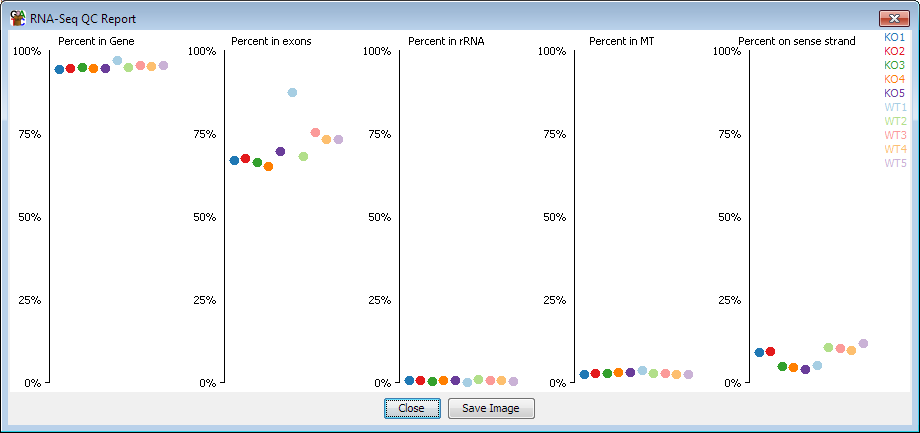 RNA-Seq QC Report
Percent in Gene
100%
75%
50%
25%
0%
Percent in exons
100%
75%
50%
25%
0%
Percent in rRNA
100%
75%
50%
25%
0%
Percent in MT
100%
75%
50%
25%
0%
Percent on sense strand
100%
75%
50%
25%
0%
KO1
KO2
KO3
KO4
KO5
WT1
WT2
WT3
WT4
WT5
Close
Save Image